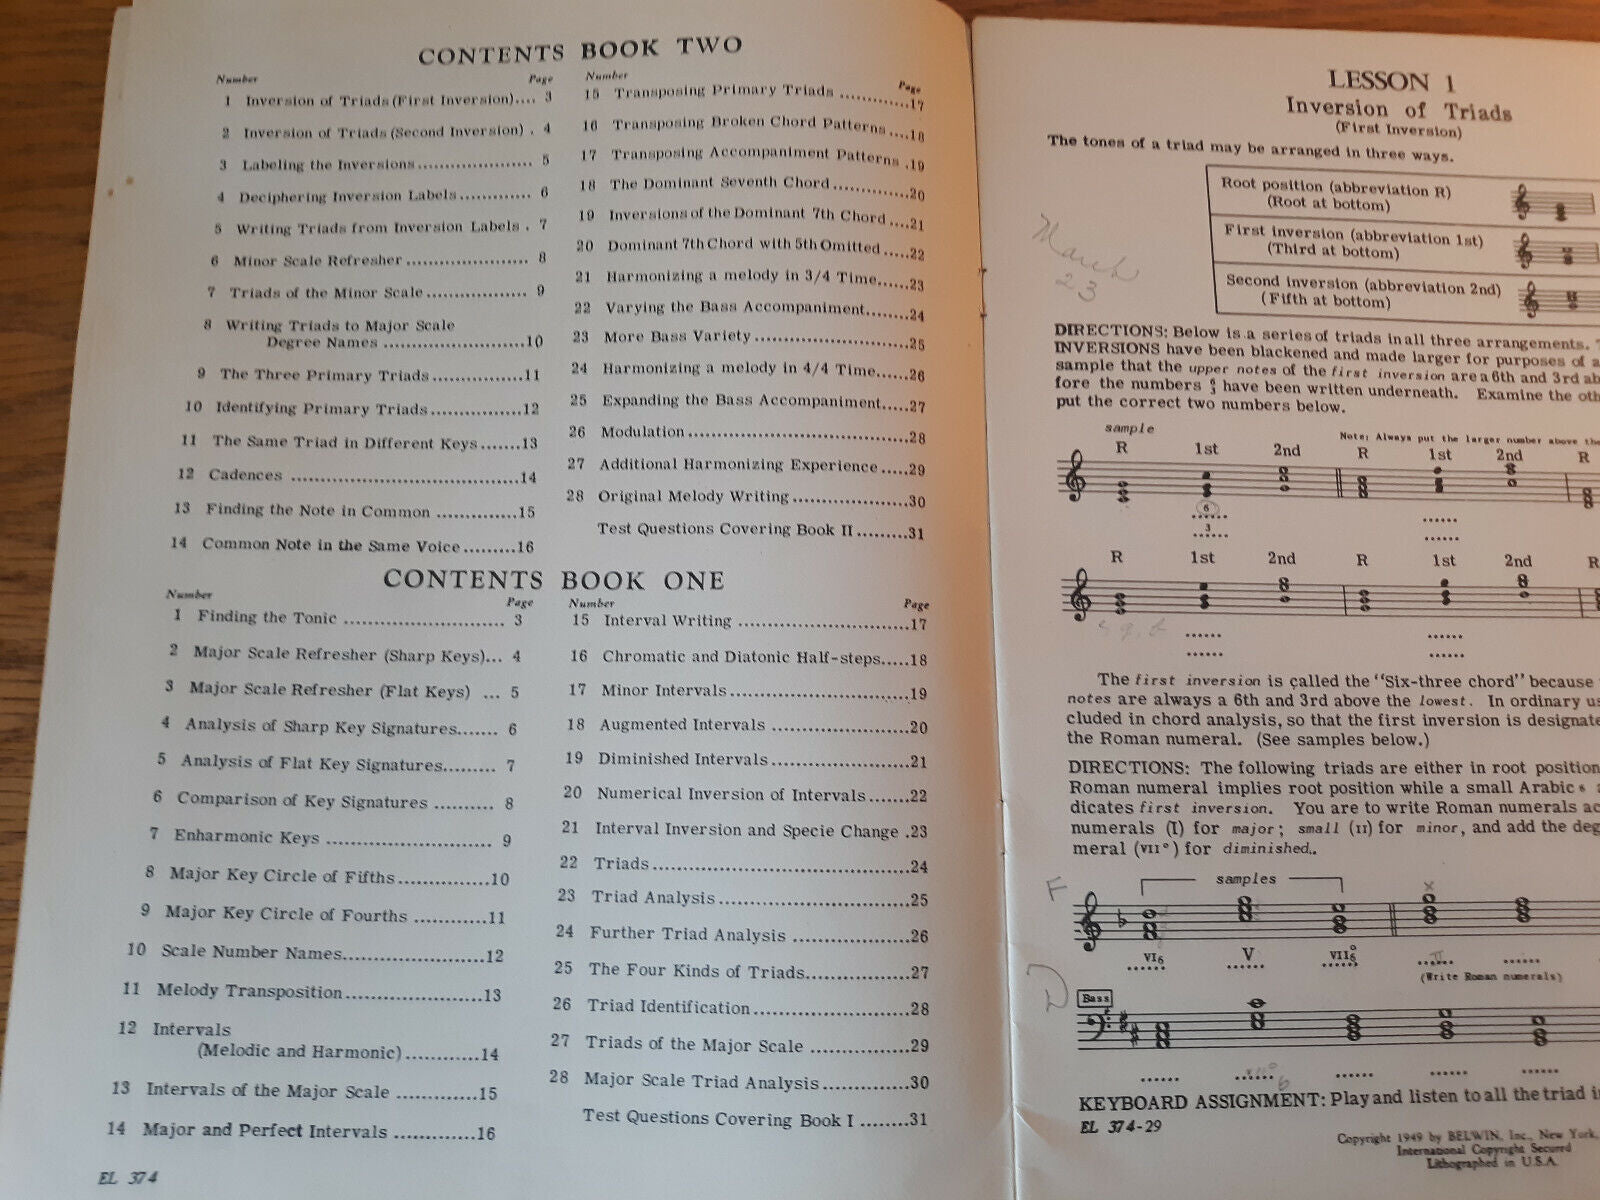 CONTENTS BOOK TWO
Number Page
1 Inversion of Triads (First Inversion).... 3
2 Inversion of Triads (Second Inversion) . 4
3 Labeling the Inversions..................... 5
4 Deciphering Inversion Labels............. 6
5 Writing Triads from Inversion Labels . 7
6 Minor Scale Refresher ...................... 8
7 Triads of the Minor Scale.................. 9
8 Writing Triads to Major Scale
Degree Names .........................10
9 The Three Primary Triads................11
10 Identifying Primary Triads...............12
11 The Same Triad in Different Keys.......13
12 Cadences ........................................14
13 Finding the Note in Common ..............15
14 Common Note in the Same Voice.........16
Number Page
15 Transposing Primary Triads .............17
16 Transposing Broken Chord Patterns....18
17 Transposing Accompaniment Patterns .19
18 The Dominant Seventh Chord..............20
19 Inversions of the Dominant 7th Chord....21
20 Dominant 7th Chord with 5th Omitted.....22
21 Harmonizing a melody in 3/4 Time.....23
22 Varying the Bass Accompaniment........24
23 More Bass Variety...........................25
24 Harmonizing a melody in 4/4 Time......26
25 Expanding the Bass Accompaniment.....27
26 Modulation.......................................28
27 Additional Harmonizing Experience.....29
28 Original Melody Writing....................30
Test Questions Covering Book II.........31
CONTENTS BOOK ONE
Number Page
1 Finding the Tonic ........................... 3
2 Major Scale Refresher (Sharp Keys)... 4
3 Major Scale Refresher (Flat Keys) ... 5
4 Analysis of Sharp Key Signatures....... 6
5 Analysis of Flat Key Signatures......... 7
6 Comparison of Key Signatures .......... 8
7 Enharmonic Keys ............................ 9
8 Major Key Circle of Fifths................10
9 Major Key Circle of Fourths ............11
10 Scale Number Names........................12
11 Melody Transposition.......................13
12 Intervals
(Melodic and Harmonic).............14
13 Intervals of the Major Scale .............15
14 Major and Perfect Intervals .............16
Number Page
15 Interval Writing .............................17
16 Chromatic and Diatonic Half-steps.....18
17 Minor Intervals...............................19
18 Augmented Intervals .......................20
19 Diminished Intervals.......................21
20 Numerical Inversion of Intervals.......22
21 Interval Inversion and Specie Change .23
22 Triads............................................24
23 Triad Analysis................................25
24 Further Triad Analysis ....................26
25 The Four Kinds of Triads.................27
26 Triad Identification..........................28
27 Triads of the Major Scale .................29
28 Major Scale Triad Analysis...............30
Test Questions Covering Book I ........31
EL 374
LESSON 1
Inversion of Triads
(First Inversion)
The tones of a triad may be arranged in three ways.
Root position (abbreviation R)
(Root at bottom)
First inversion (abbreviation 1st)
(Third at bottom)
Second inversion (abbreviation 2nd)
(Fifth at bottom)
March
23
DIRECTIONS: Below is a series of triads in all three arrangements.
INVERSIONS have been blackened and made larger for purposes of
sample that the upper notes of the first inversion are a 6th and 3rd
fore the numbers 6 3 have been written underneath. Examine the
put the correct two numbers below.
sample
Note: Always put the larger number above the
R 1st 2nd R 1st 2nd R
6 ......
3 ......
R 1st 2nd R 1st 2nd R
...... ......
...... ......
The first inversion is called the "Six-three chord" because
notes are always a 6th and 3rd above the lowest. In ordinary
cluded in chord analysis, so that the first inversion is
the Roman numeral. (See samples below.)
DIRECTIONS: The following triads are either in root position
Roman numeral implies root position while a small Arabic 6
dicates first inversion. You are to write Roman numerals
numerals (I) for major; small (II) for minor, and add the
meral (VII°) for diminished.
samples
F
x
VI6 V VII°6 II
(Write Roman numerals)
D
Bass
VII°6
KEYBOARD ASSIGNMENT: Play and listen to all the triad
EL 374-29
Copyright 1949 by BELWIN, Inc., New York,
International Copyright Secured
Lithographed in U.S.A.